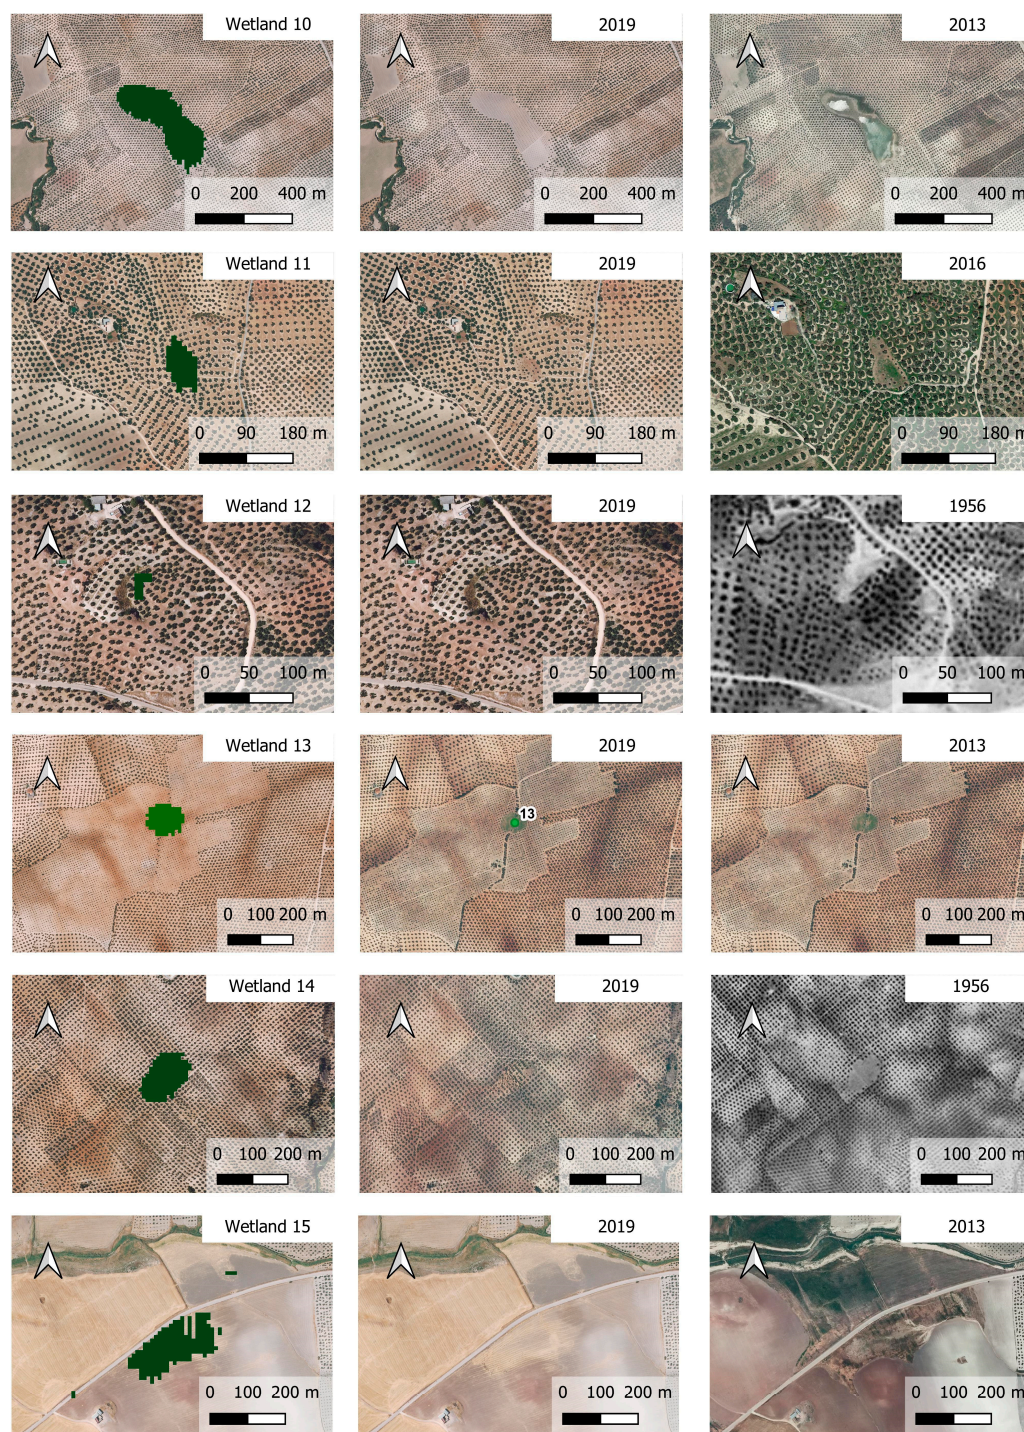 Wetland 10
2019
2013
0 200 400 m
0 200 400 m
0 200 400 m
Wetland 11
2019
2016
0 90 180 m
0 90 180 m
0 90 180 m
Wetland 12
2019
1956
0 50 100 m
0 50 100 m
0 50 100 m
Wetland 13
2019
2013
13
0 100 200 m
0 100 200 m
0 100 200 m
Wetland 14
2019
1956
0 100 200 m
0 100 200 m
0 100 200 m
Wetland 15
2019
2013
0 100 200 m
0 100 200 m
0 100 200 m